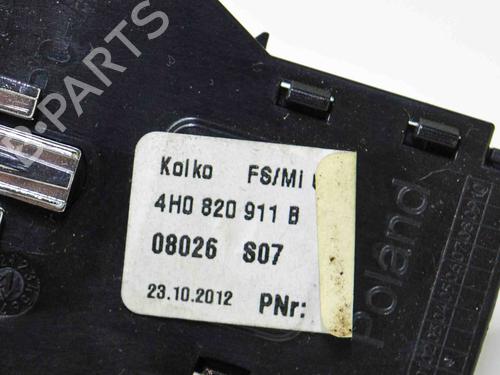 B-PARTS
Kolko FS/Mi
4H0 820 911 B
08026 S07
23.10.2012 PNr:
Poland